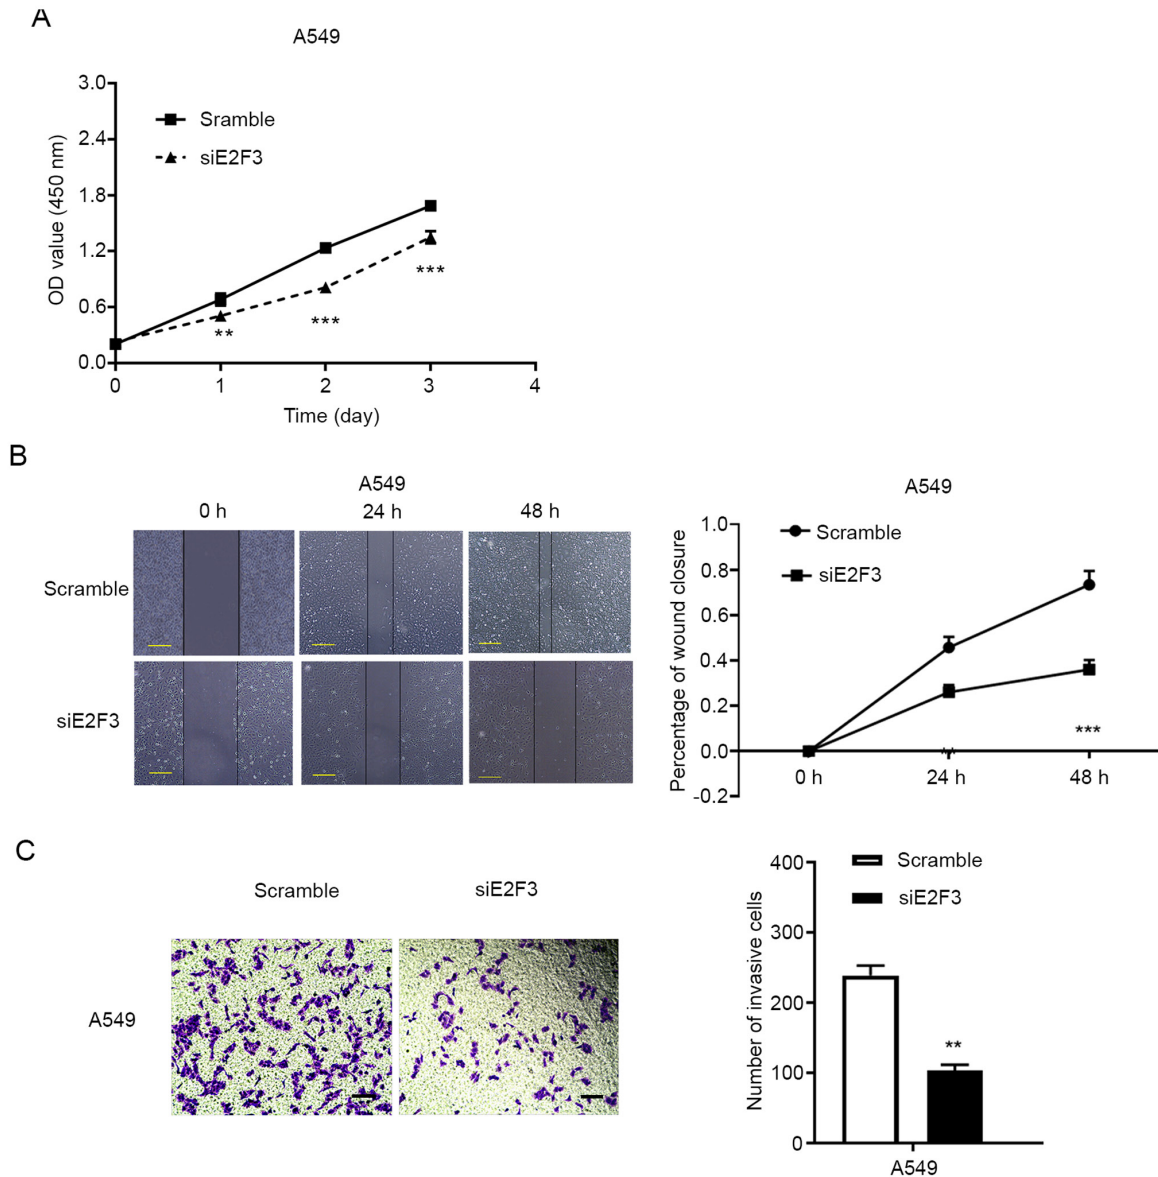 A
A549
3.0
2.4
1.8
1.2
0.6
0.0
OD value (450 nm)
Sramble
siE2F3
**
***
***
0 1 2 3 4
Time (day)
B
A549
0 h 24 h 48 h
Scramble
siE2F3
A549
1.0
0.8
0.6
0.4
0.2
0.0
-0.2
Percentage of wound closure
Scramble
siE2F3
***
0 h 24 h 48 h
C
Scramble siE2F3
A549
400
300
200
100
0
Number of invasive cells
Scramble
siE2F3
**
A549